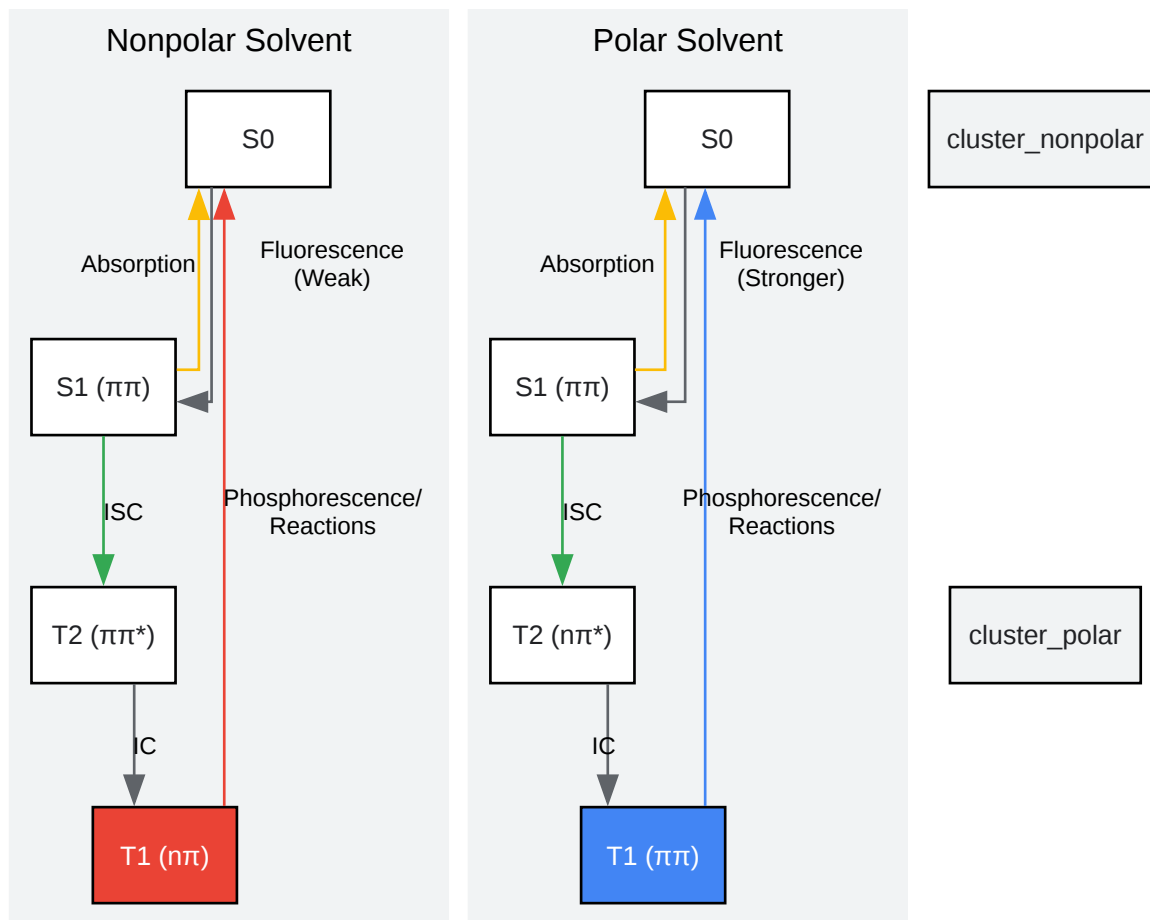 Nonpolar Solvent
S0
Absorption
Fluorescence
(Weak)
S1 (ππ)
ISC
Phosphorescence/
Reactions
T2 (ππ*)
IC
T1 (nπ)
Polar Solvent
S0
Absorption
Fluorescence
(Stronger)
S1 (ππ)
ISC
Phosphorescence/
Reactions
T2 (nπ*)
IC
T1 (ππ)
cluster_nonpolar
cluster_polar